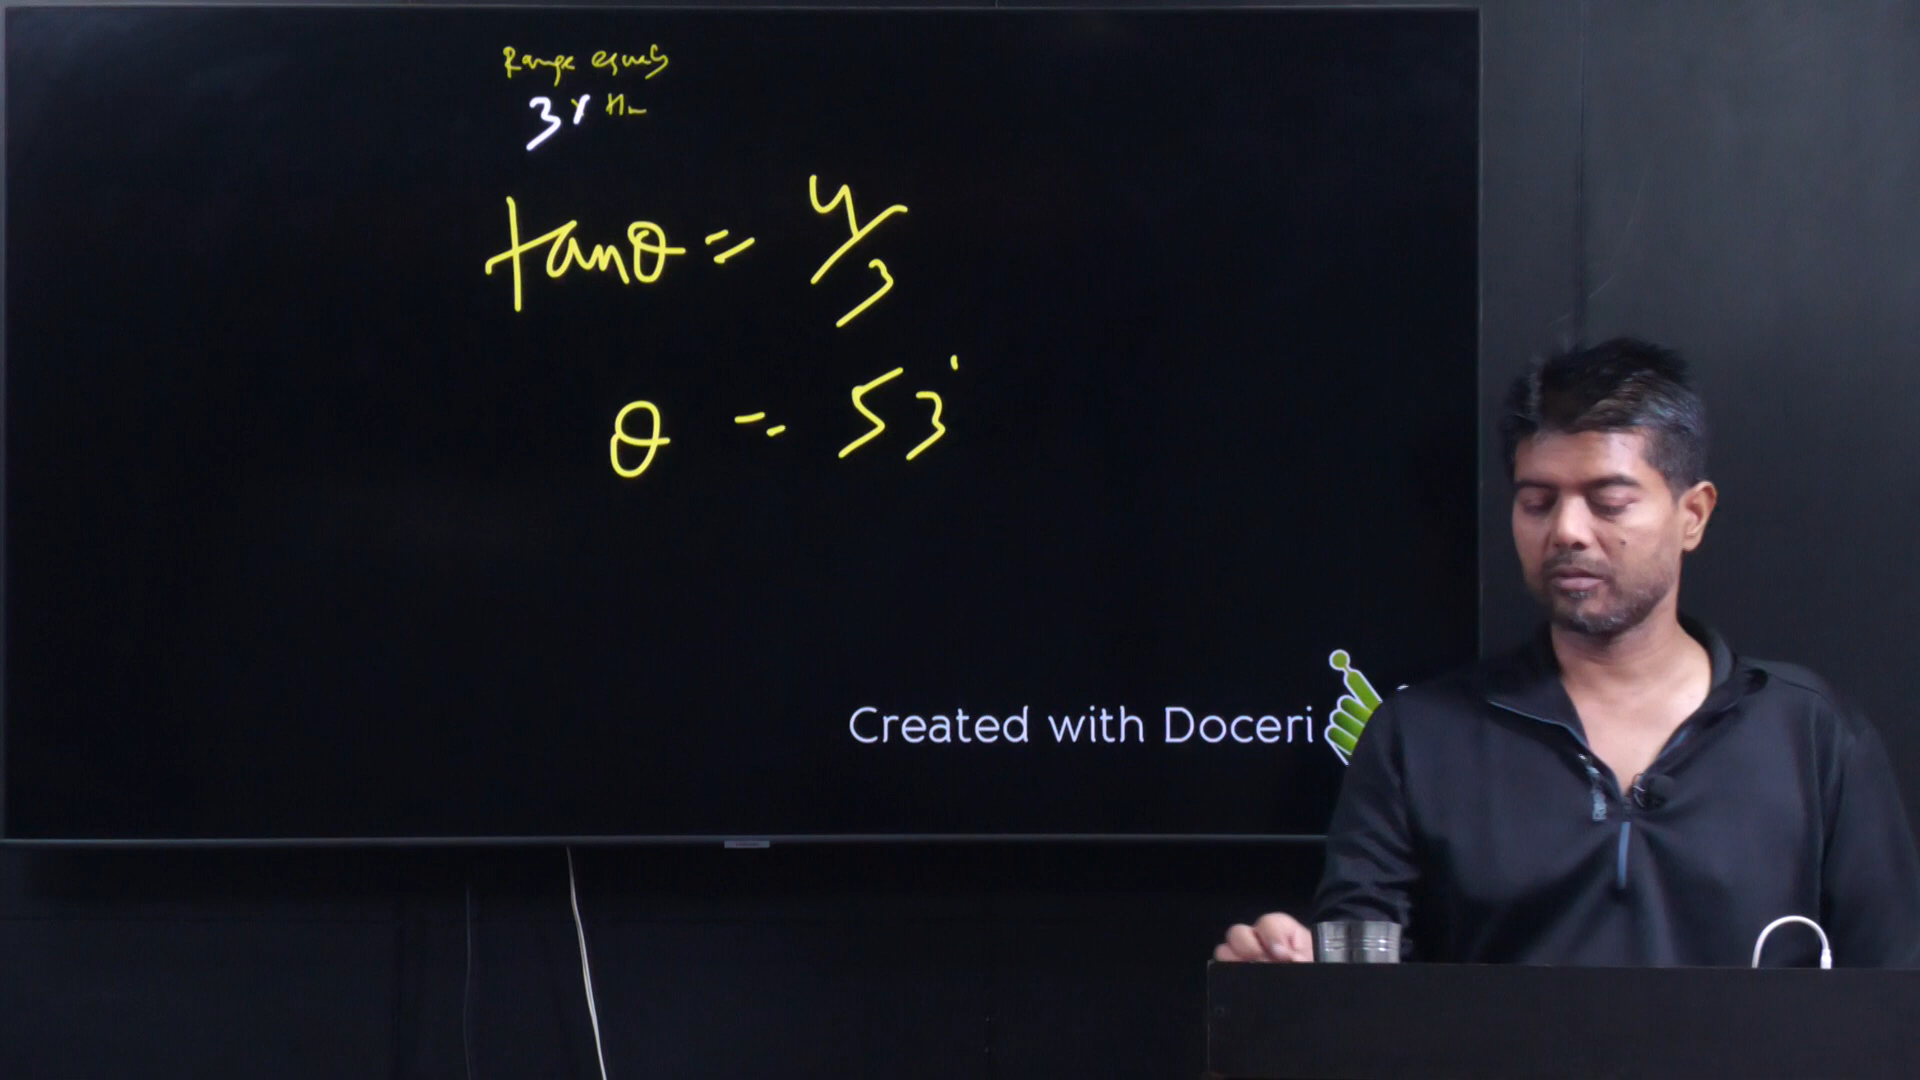 Range equals
3 × Hm
tanθ = 4/3
θ = 53°
Created with Doceri